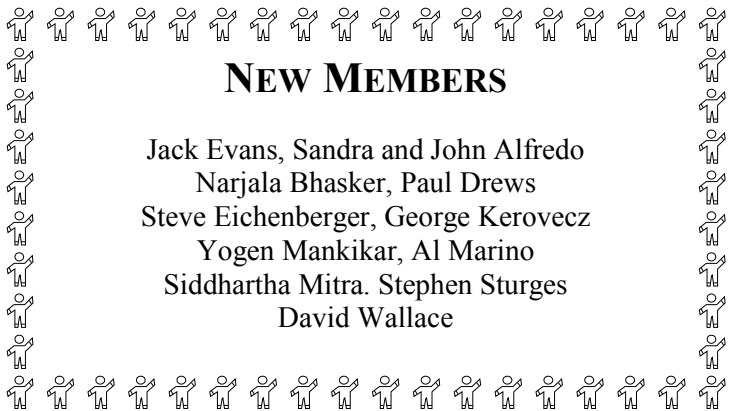 NEW MEMBERS
Jack Evans, Sandra and John Alfredo
Narjala Bhasker, Paul Drews
Steve Eichenberger, George Kerovecz
Yogen Mankikar, Al Marino
Siddhartha Mitra. Stephen Sturges
David Wallace